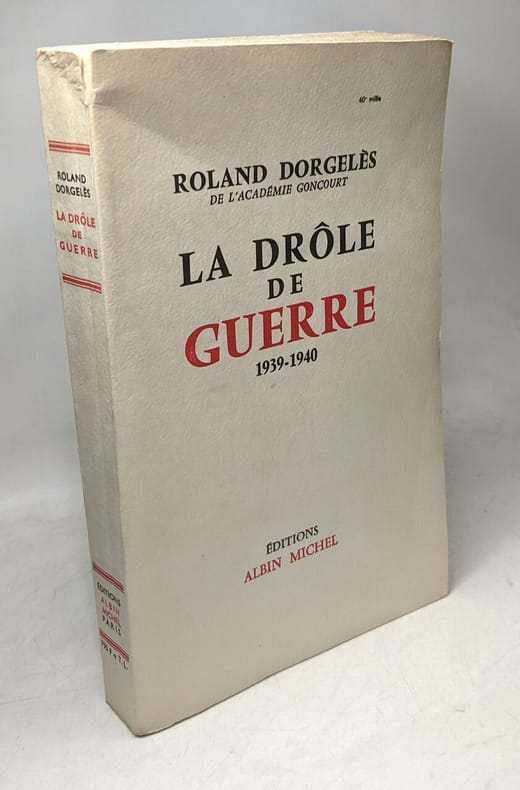 60e mille
ROLAND DORGELÈS
DE L'ACADÉMIE GONCOURT
LA DRÔLE
DE
GUERRE
1939-1940
ÉDITIONS
ALBIN MICHEL
ROLAND
DORGELÈS
LA DRÔLE
DE
GUERRE
ÉDITIONS
ALBIN
MICHEL
PARIS